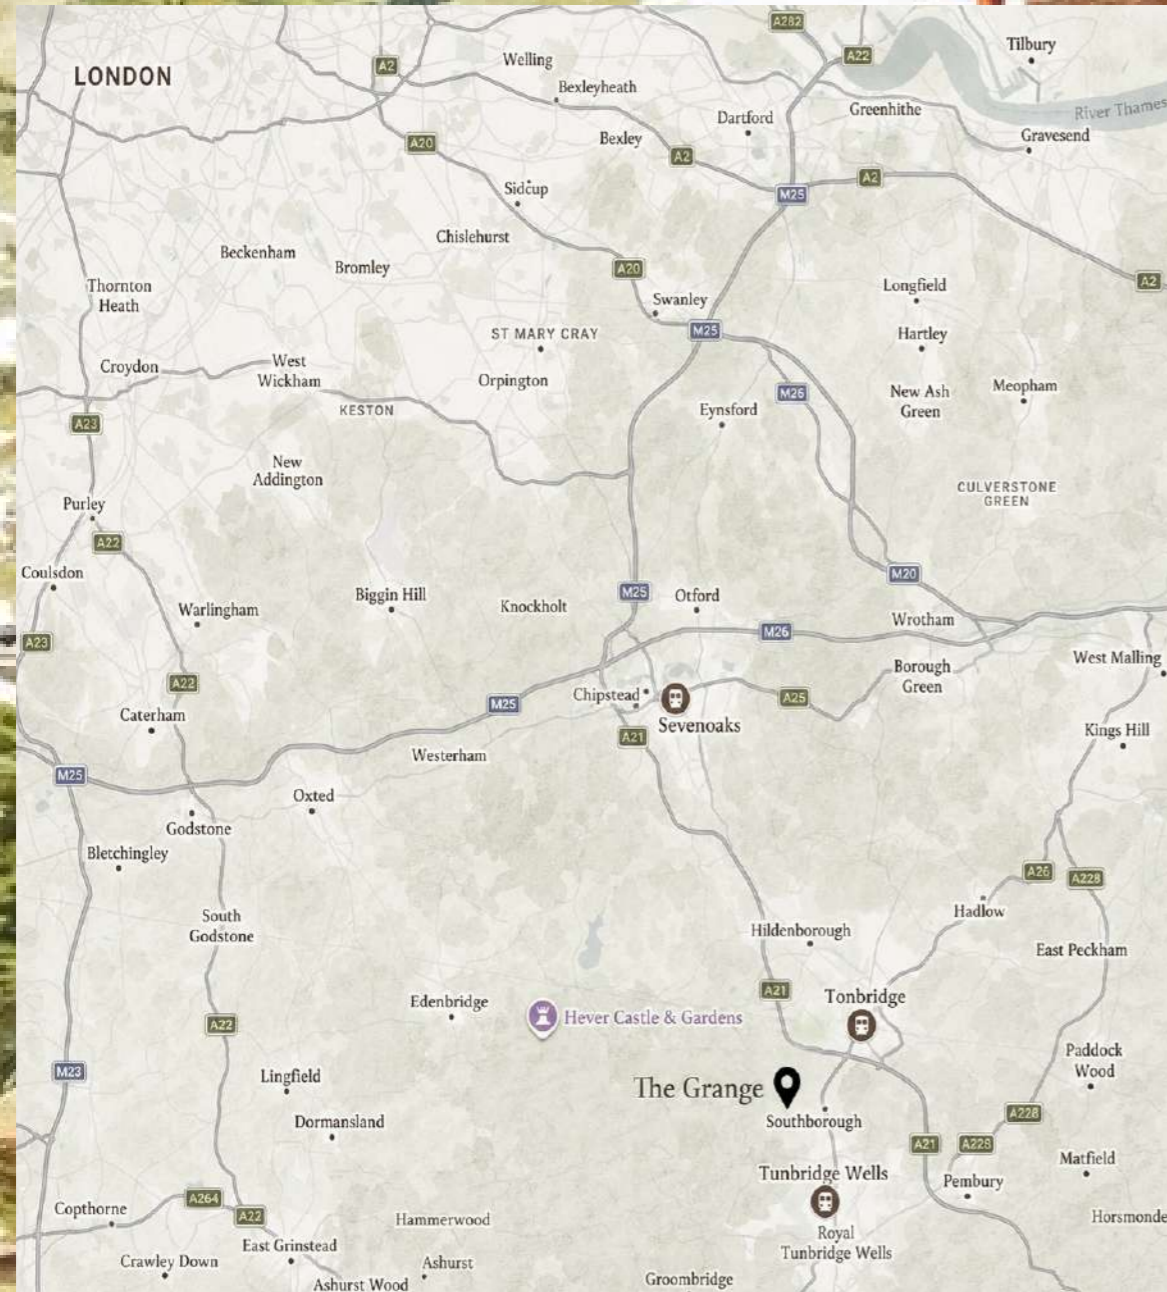 A282
Tilbury
LONDON
A2
Welling
A22
Bexleyheath
River Thames
Dartford
Greenhithe
A20
Bexley
Gravesend
A2
Sidcup
M25
A2
Chislehurst
Beckenham
Bromley
A20
A2
Thornton
Heath
Swanley
Longfield
ST MARY CRAY
M25
Hartley
Croydon
West
Wickham
Orpington
M26
New Ash
Green
Meopham
KESTON
Eynsford
A23
New
Addington
CULVERSTONE
GREEN
Purley
A22
Coulsdon
Biggin Hill
Knockholt
M25
Otford
M20
Warlingham
Wrotham
A23
M26
West Malling
A22
Chipstead
Borough
Green
M25
A25
Caterham
Sevenoaks
A21
Kings Hill
Westerham
M25
Oxted
Godstone
Bletchingley
A26
A228
South
Godstone
Hadlow
Hildenborough
East Peckham
Edenbridge
A21
Tonbridge
Hever Castle & Gardens
A22
M23
Lingfield
Paddock
Wood
The Grange
Dormansland
Southborough
A228
A21
A228
Tunbridge Wells
Matfield
Pembury
A264
Copthorne
A22
Hammerwood
Horsmonde
East Grinstead
Royal
Tunbridge Wells
Crawley Down
Ashurst
Ashurst Wood
Groombridge